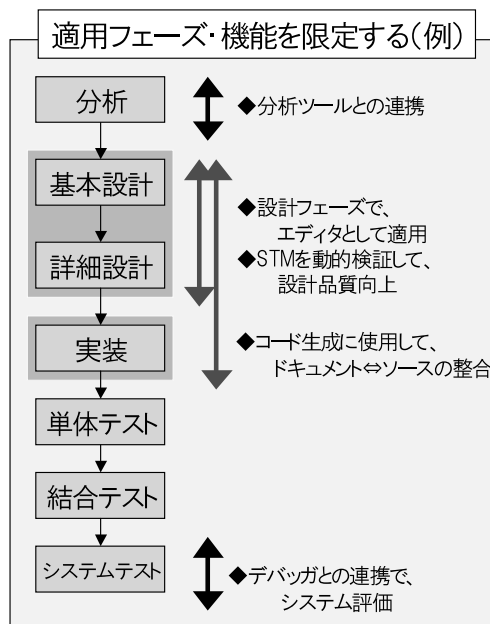 適用フェーズ・機能を限定する(例)
分析
◆分析ツールとの連携
基本設計
◆設計フェーズで、
エディタとして適用
詳細設計
◆STMを動的検証して、
設計品質向上
実装
◆コード生成に使用して、
ドキュメント⇔ソースの整合
単体テスト
結合テスト
システムテスト
◆デバッガとの連携で、
システム評価